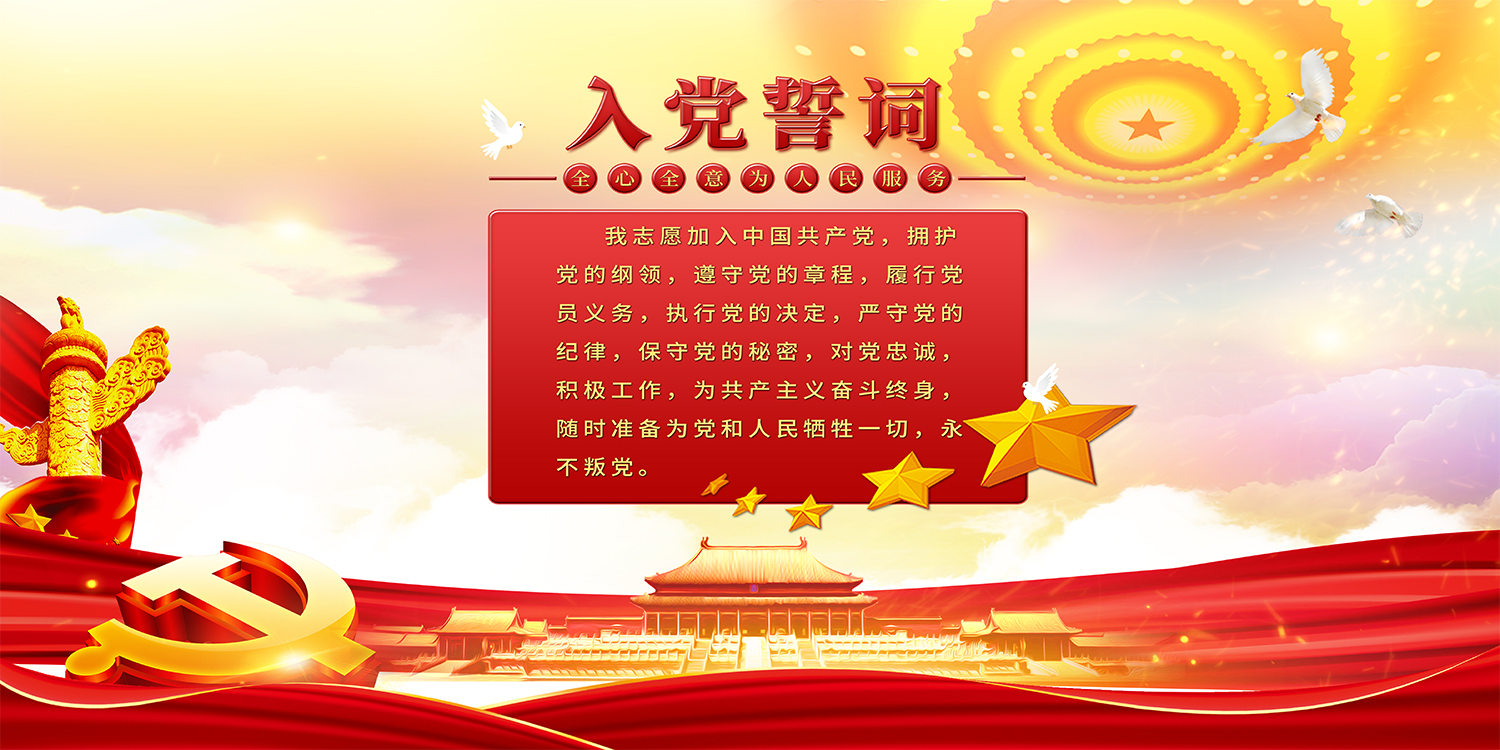 入党誓词
全心全意为人民服务
我志愿加入中国共产党，拥护
党的纲领，遵守党的章程，履行党
员义务，执行党的决定，严守党的
纪律，保守党的秘密，对党忠诚，
积极工作，为共产主义奋斗终身，
随时准备为党和人民牺牲一切，永
不叛党。